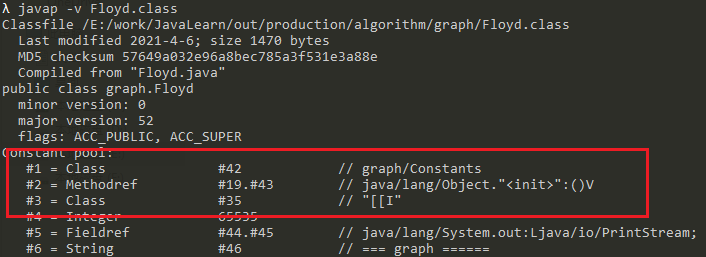 λ javap -v Floyd.class
Classfile /E:/work/JavaLearn/out/production/algorithm/graph/Floyd.class
  Last modified 2021-4-6; size 1470 bytes
  MD5 checksum 57649a032e96a8bec785a3f531e3a88e
  Compiled from "Floyd.java"
public class graph.Floyd
  minor version: 0
  major version: 52
  flags: ACC_PUBLIC, ACC_SUPER
Constant pool:
   #1 = Class              #42            // graph/Constants
   #2 = Methodref          #19.#43        // java/lang/Object."<init>":()V
   #3 = Class              #35            // "[[I"
   #4 = Integer            65535
   #5 = Fieldref           #44.#45        // java/lang/System.out:Ljava/io/PrintStream;
   #6 = String             #46            // === graph ======